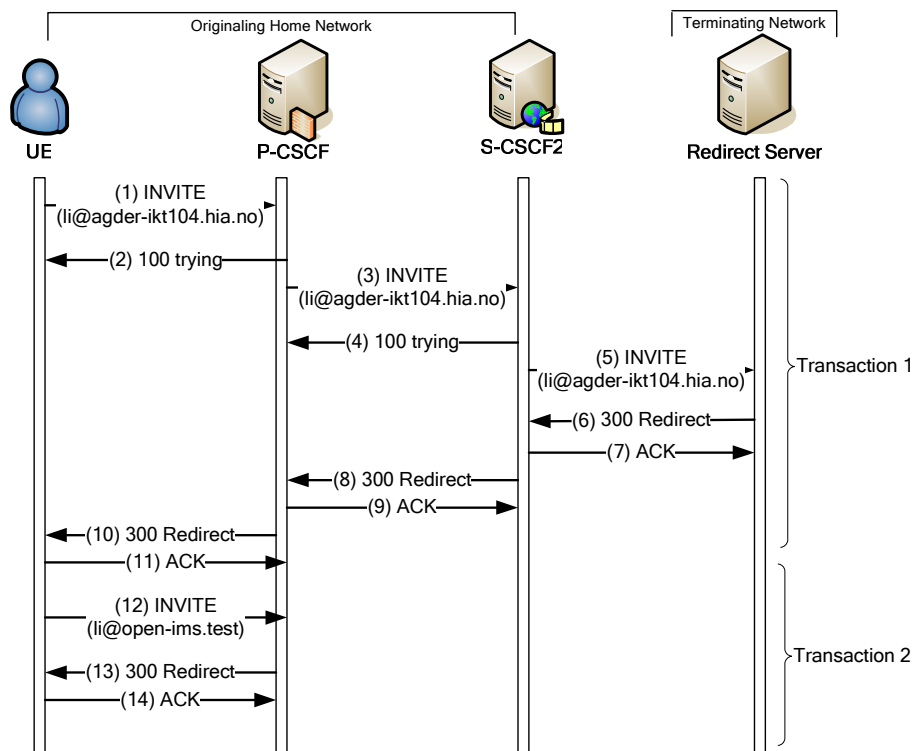 Originaling Home Network
Terminating Network
UE
P-CSCF
S-CSCF2
Redirect Server
(1) INVITE
(li@agder-ikt104.hia.no)
(2) 100 trying
(3) INVITE
(li@agder-ikt104.hia.no)
(4) 100 trying
(5) INVITE
(li@agder-ikt104.hia.no)
Transaction 1
(6) 300 Redirect
(7) ACK
(8) 300 Redirect
(9) ACK
(10) 300 Redirect
(11) ACK
(12) INVITE
(li@open-ims.test)
Transaction 2
(13) 300 Redirect
(14) ACK